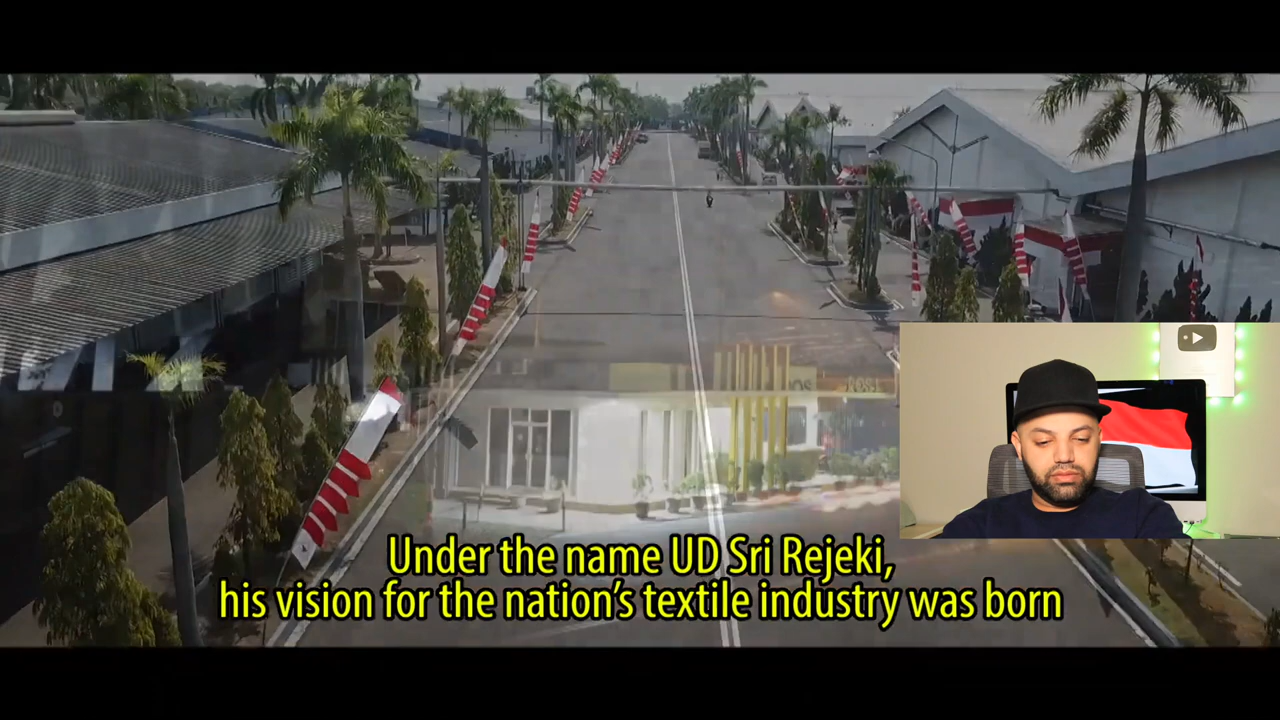 Under the name UD Sri Rejeki,
his vision for the nation's textile industry was born